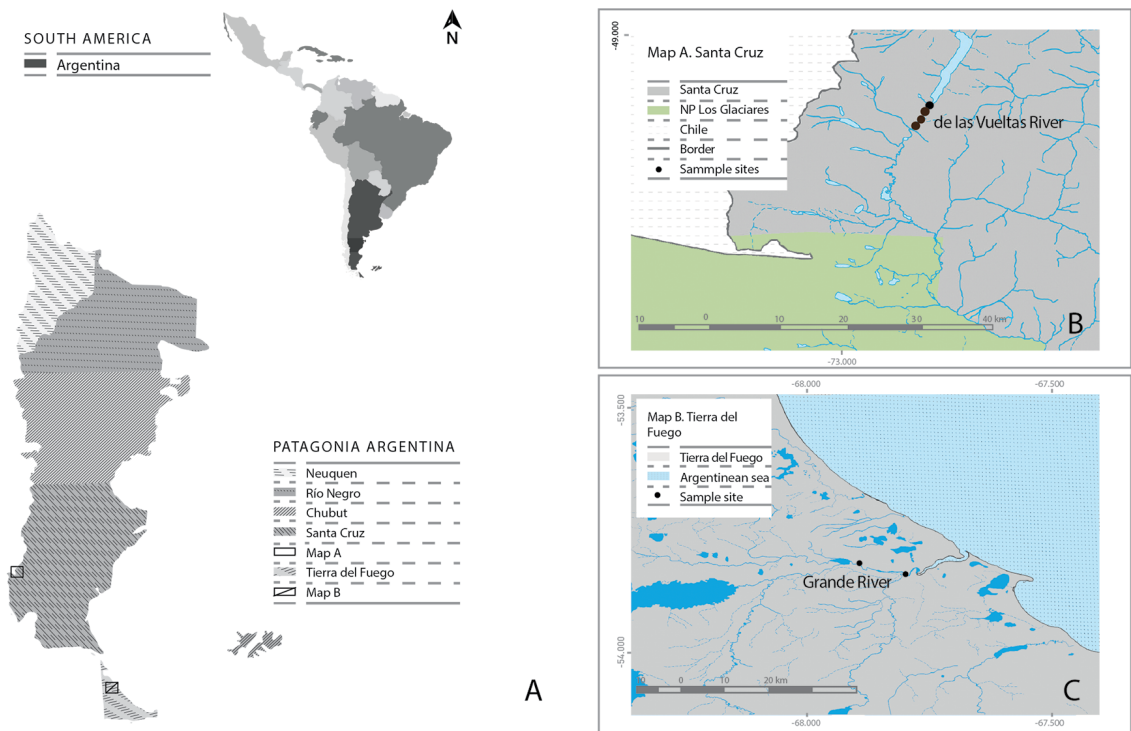 SOUTH AMERICA
Argentina
N
PATAGONIA ARGENTINA
Neuquen
Río Negro
Chubut
Santa Cruz
Map A
Tierra del Fuego
Map B
A
-49.000
Map A. Santa Cruz
Santa Cruz
NP Los Glaciares
Chile
Border
Sammple sites
de las Vueltas River
10 0 10 20 30 40 km
B
-73.000
-68.000 -67.500
-53.500
Map B. Tierra del
Fuego
Tierra del Fuego
Argentinean sea
Sample site
Grande River
-54.000
10 0 10 20 km
C
-68.000 -67.500